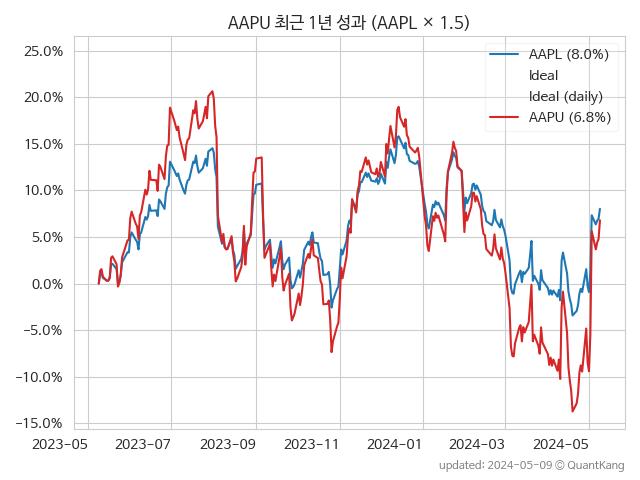 AAPU 최근 1년 성과 (AAPL × 1.5)
AAPL (8.0%)
Ideal
Ideal (daily)
AAPU (6.8%)
25.0%
20.0%
15.0%
10.0%
5.0%
0.0%
−5.0%
−10.0%
−15.0%
2023−05 2023−07 2023−09 2023−11 2024−01 2024−03 2024−05
updated: 2024-05-09 © QuantKang